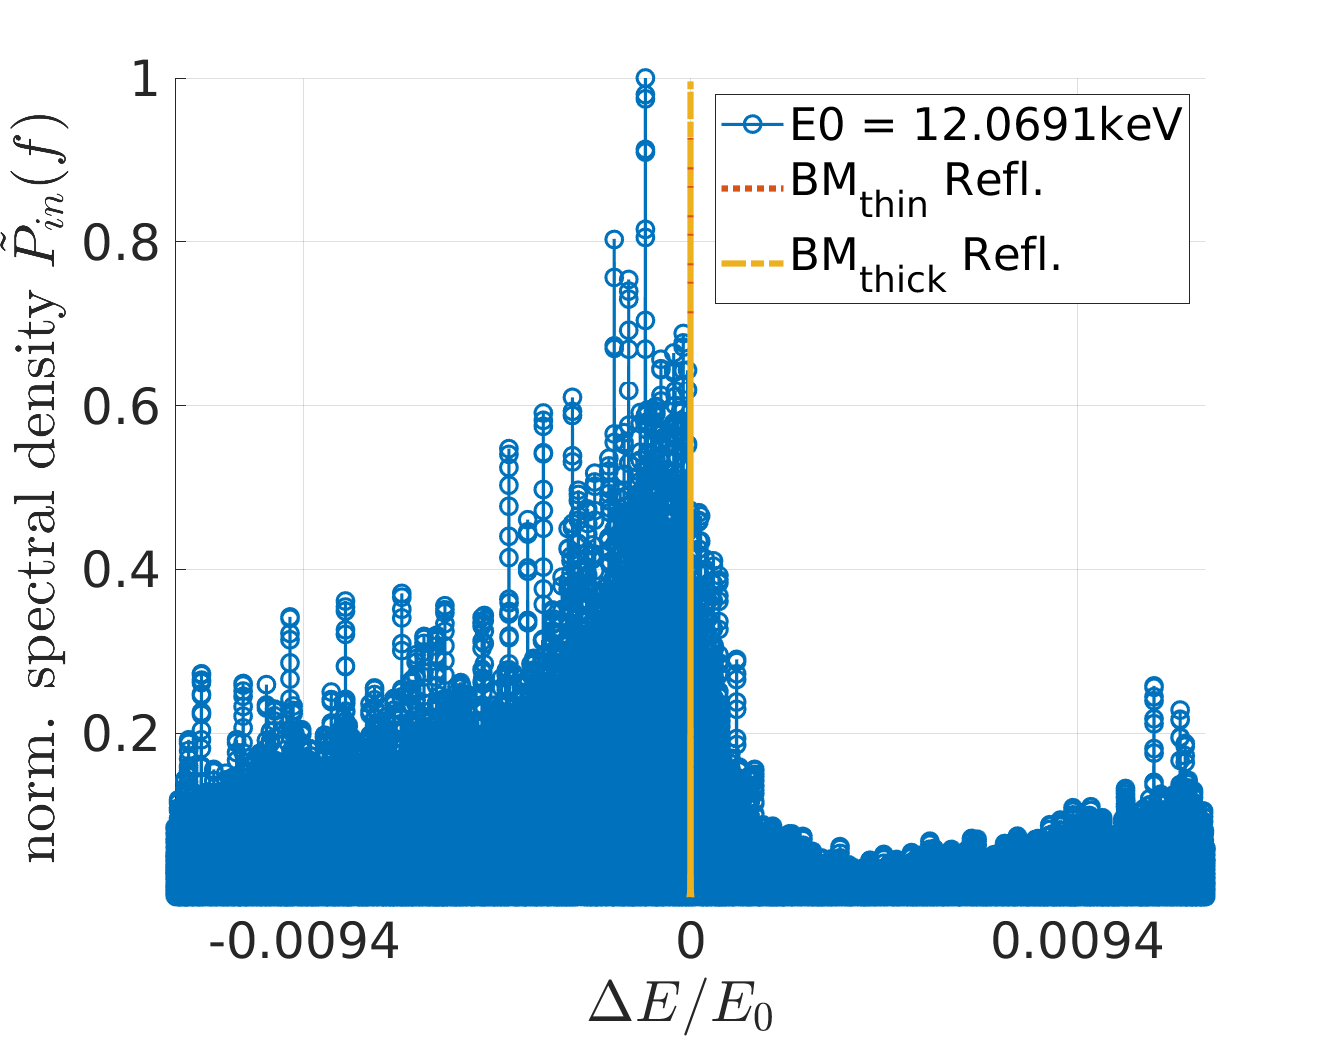 1
0.8
0.6
0.4
0.2
norm. spectral density P̃_in(f)
E0 = 12.0691keV
BM_thin Refl.
BM_thick Refl.
-0.0094 0 0.0094
ΔE/E_0